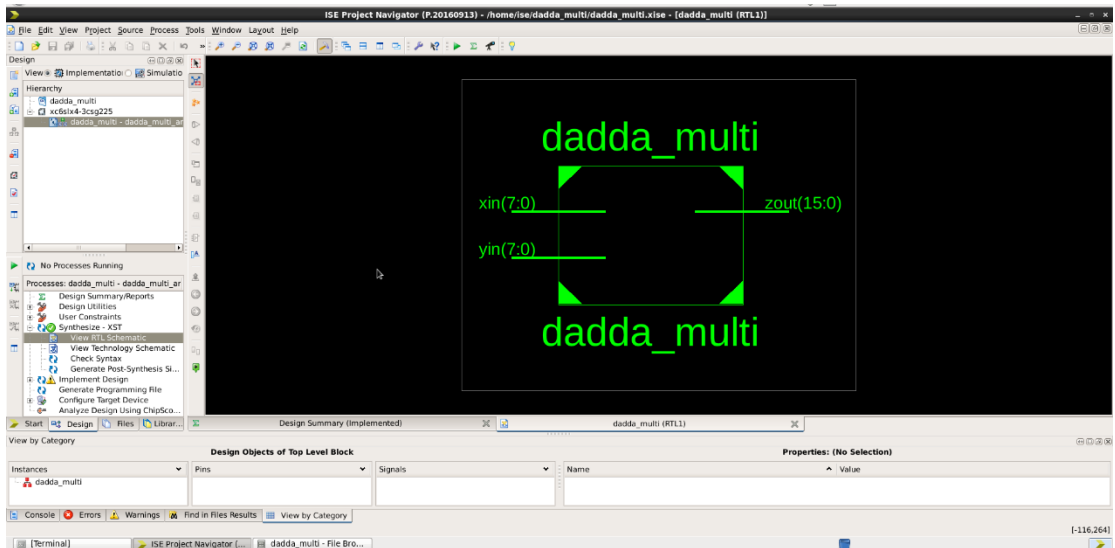 ISE Project Navigator (P.20160913) - /home/ise/dadda_multi/dadda_multi.xise - [dadda_multi (RTL1)]
File Edit View Project Source Process Tools Window Layout Help
Design
View Implementation Simulatio
Hierarchy
dadda_multi
xc6slx4-3csg225
dadda_multi - dadda_multi_ar
No Processes Running
Processes: dadda_multi - dadda_multi_ar
Design Summary/Reports
Design Utilities
User Constraints
Synthesize - XST
View RTL Schematic
View Technology Schematic
Check Syntax
Generate Post-Synthesis Si...
Implement Design
Generate Programming File
Configure Target Device
Analyze Design Using ChipSco...
dadda_multi
xin(7:0)
zout(15:0)
yin(7:0)
dadda_multi
Start Design Files Librar...
Design Summary (Implemented)
dadda_multi (RTL1)
View by Category
Design Objects of Top Level Block
Properties: (No Selection)
Instances Pins Signals Name Value
dadda_multi
Console Errors Warnings Find in Files Results View by Category
[-116,264]
[Terminal] ISE Project Navigator (... dadda_multi - File Bro...